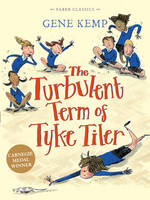 FABER CLASSICS
GENE KEMP
The
Turbulent
Term of
Tyke Tiler
CARNEGIE
MEDAL
WINNER